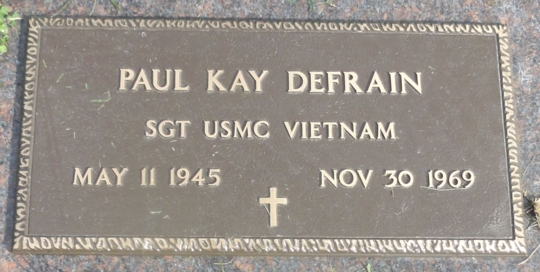 PAUL KAY DEFRAIN
SGT USMC VIETNAM
MAY 11 1945 NOV 30 1969